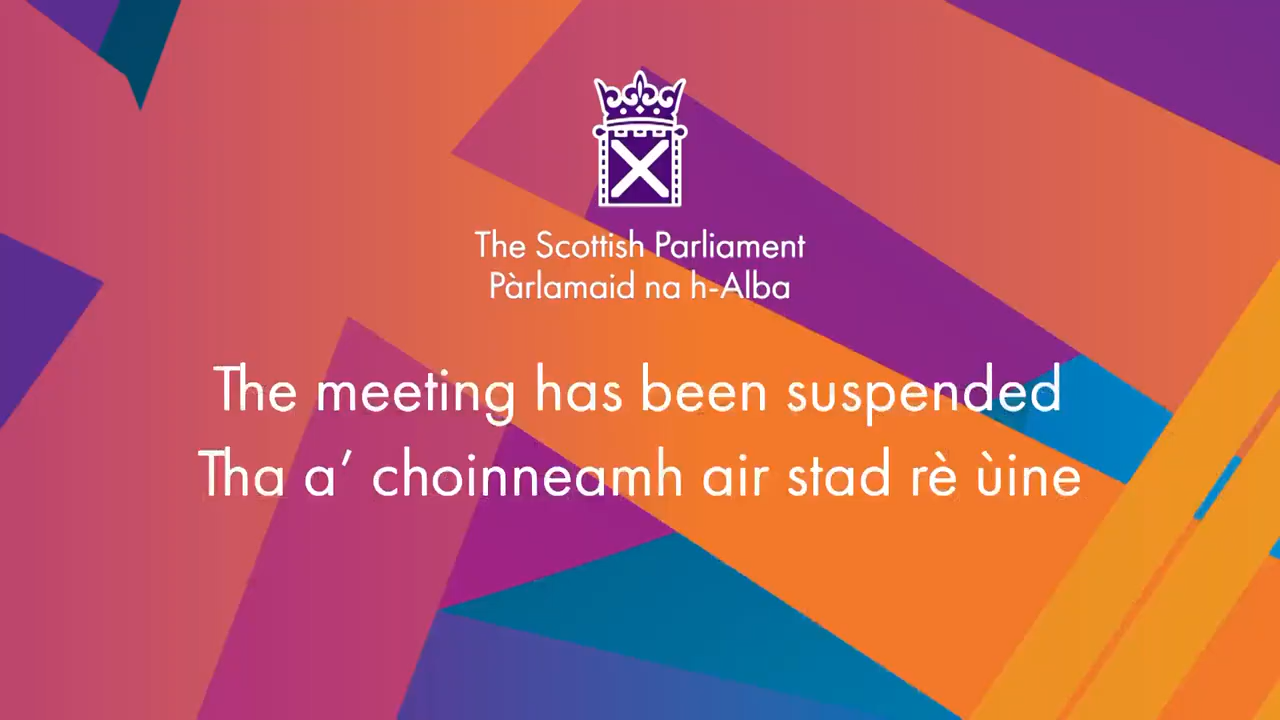 The Scottish Parliament
Pàrlamaid na h-Alba
The meeting has been suspended
Tha a’ choinneamh air stad rè ùine